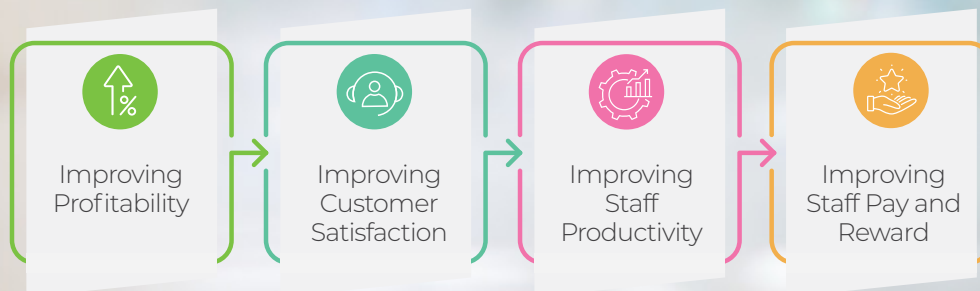 %
Improving
Profitability
Improving
Customer
Satisfaction
Improving
Staff
Productivity
Improving
Staff Pay and
Reward